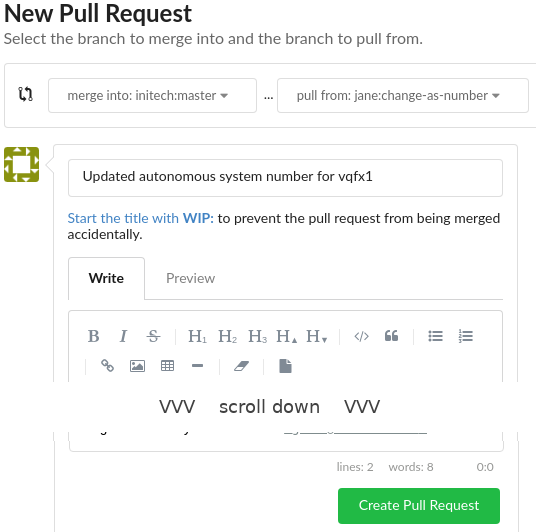 New Pull Request
Select the branch to merge into and the branch to pull from.
merge into: initech:master ... pull from: jane:change-as-number
Updated autonomous system number for vqfx1
Start the title with WIP: to prevent the pull request from being merged
accidentally.
Write Preview
B I S H1 H2 H3 H▲ H▼ </> ❝
VVV scroll down VVV
lines: 2 words: 8 0:0
Create Pull Request